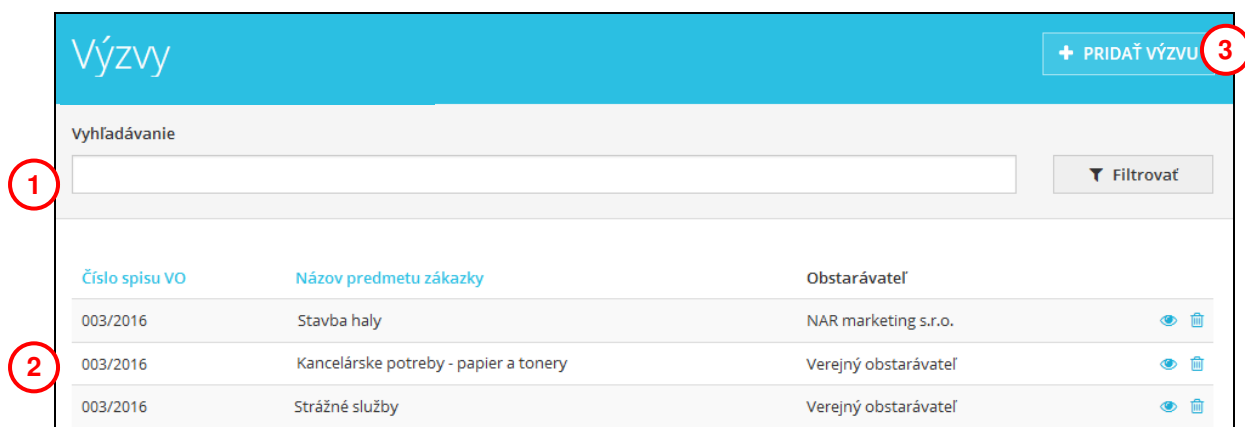 Výzvy
PRIDAŤ VÝZVU 3
Vyhľadávanie
1 Filtrovať
Číslo spisu VO Názov predmetu zákazky Obstarávateľ
003/2016 Stavba haly NAR marketing s.r.o.
2 003/2016 Kancelárske potreby - papier a tonery Verejný obstarávateľ
003/2016 Strážné služby Verejný obstarávateľ